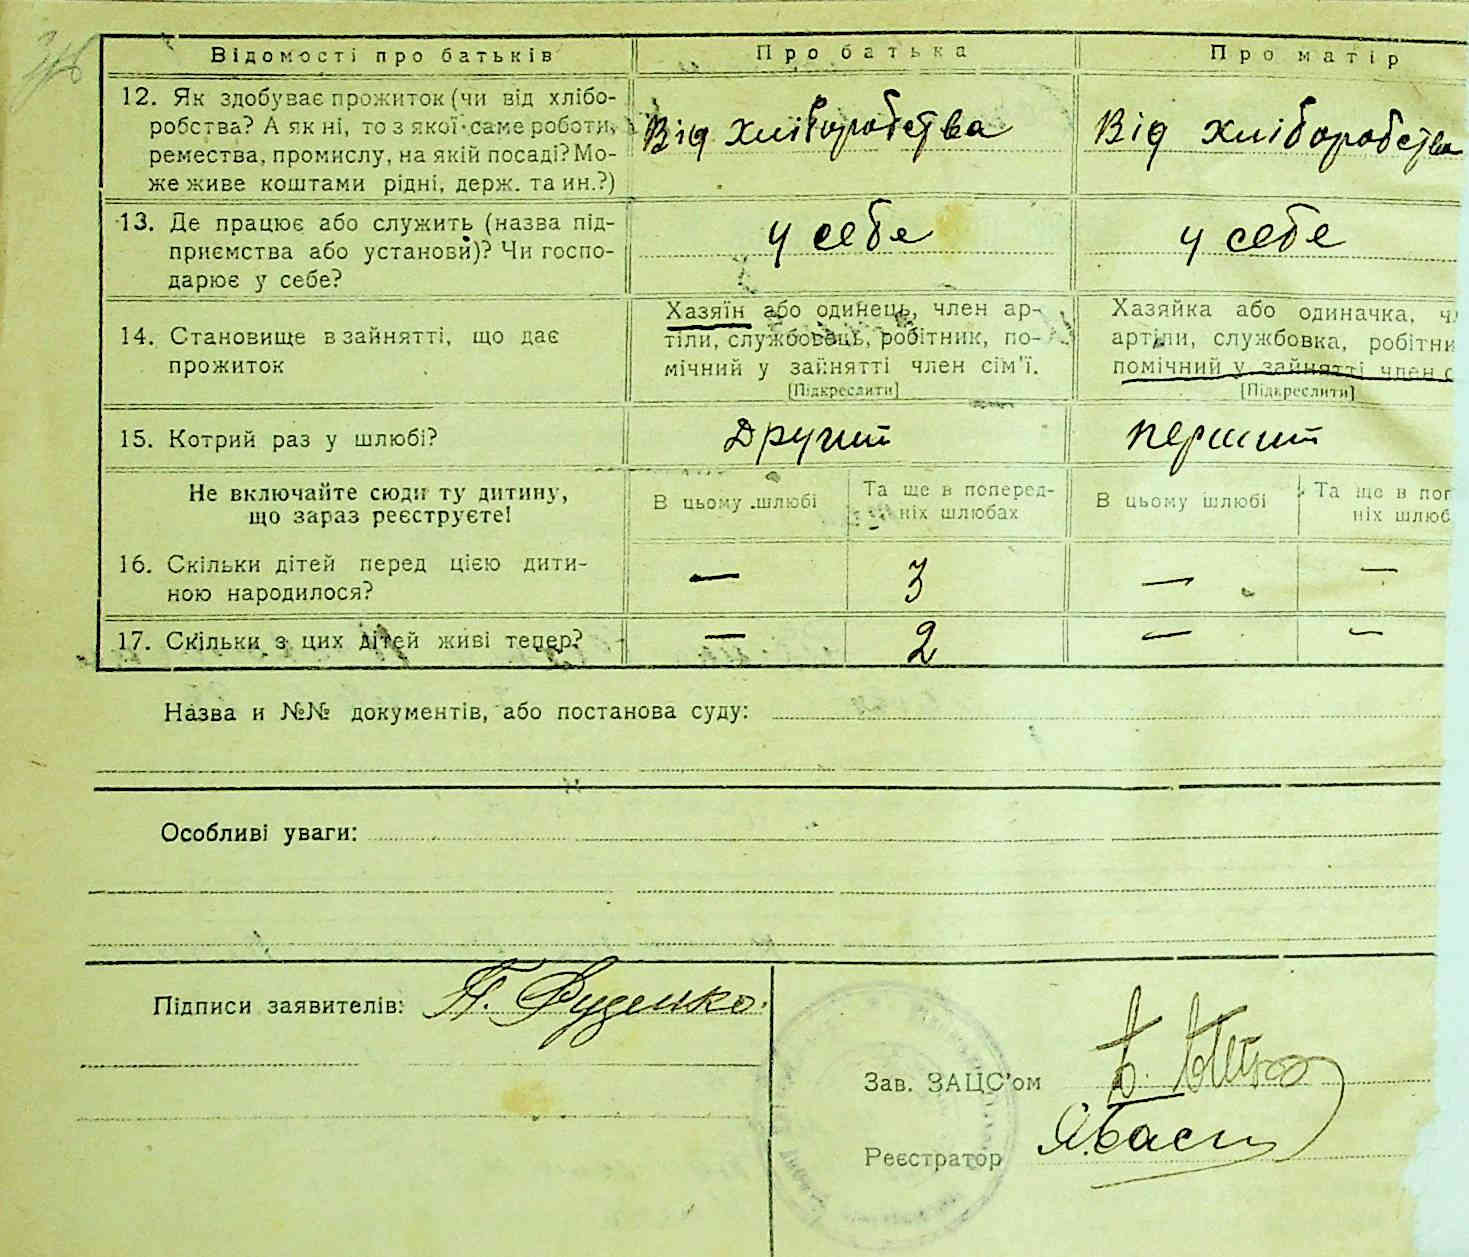 Відомості про батьків Про батька Про матір
12. Як здобуває прожиток (чи від хлібо-
робства? А як ні, то з якої саме роботи,
ремества, промислу, на якій посаді? Мо-
же живе коштами рідні, держ. та ин.?)
Від хліборобства Від хліборобства
13. Де працює або служить (назва під-
приємства або установи)? Чи госпо-
дарює у себе?
у себе у себе
14. Становище в зайнятті, що дає
прожиток
Хазяїн або одинець, член ар-
тіли, службовець, робітник, по-
мічний у зайнятті член сім'ї.
[Підкреслити]
Хазяйка або одиначка, чл
артіли, службовка, робітни
помічний у зайнятті член с
[Підкреслити]
15. Котрий раз у шлюбі?
Другий перший
Не включайте сюди ту дитину,
що зараз реєструєте!
В цьому шлюбі
Та ще в поперед-
ніх шлюбах
В цьому шлюбі
Та ще в поп
ніх шлюб
16. Скільки дітей перед цією дити-
ною народилося?
— 3 — —
17. Скільки з цих дітей живі тепер?
— 2 — —
Назва и №№ документів, або постанова суду:
Особливі уваги:
Підписи заявителів: П. Руденко.
Зав. ЗАЦС'ом
Реєстратор